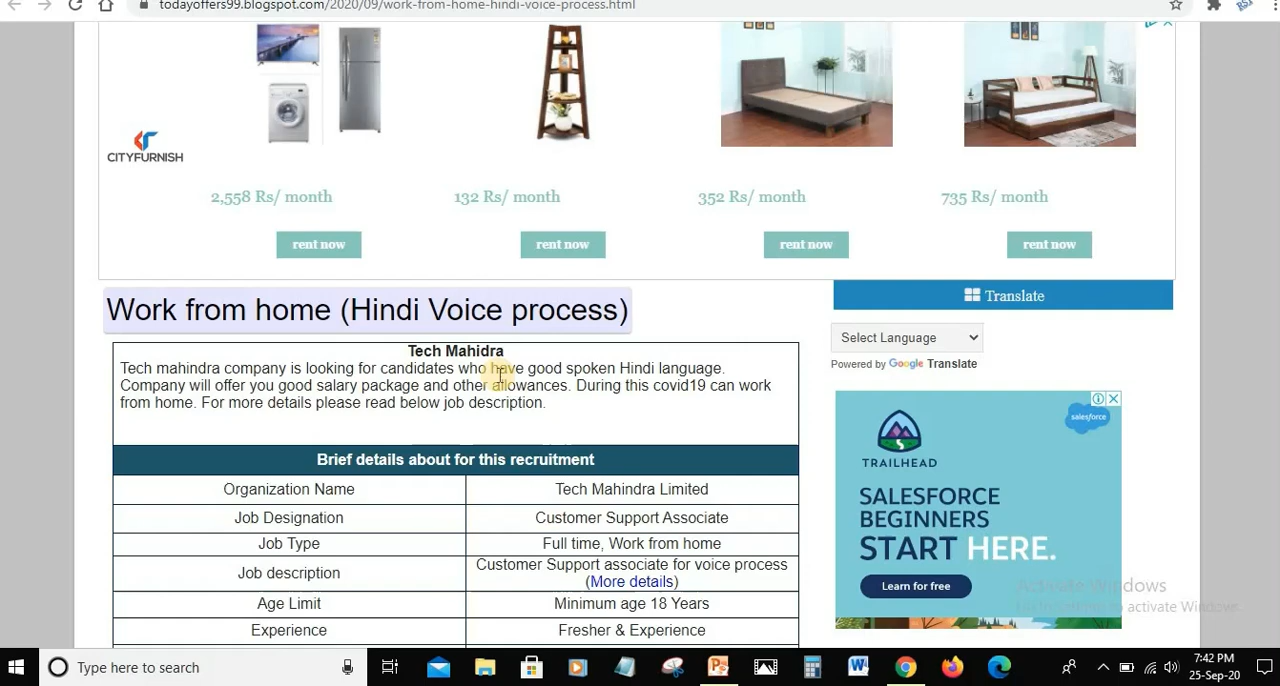 todayoffers99.blogspot.com/2020/09/work-from-home-hindi-voice-process.html
CITYFURNISH
2,558 Rs/ month
132 Rs/ month
352 Rs/ month
735 Rs/ month
rent now
rent now
rent now
rent now
Work from home (Hindi Voice process)
Translate
Select Language
Powered by Google Translate
Tech Mahidra
Tech mahindra company is looking for candidates who have good spoken Hindi language.
Company will offer you good salary package and other allowances. During this covid19 can work
from home. For more details please read below job description.
Brief details about for this recruitment
Organization Name Tech Mahindra Limited
Job Designation Customer Support Associate
Job Type Full time, Work from home
Job description Customer Support associate for voice process
(More details)
Age Limit Minimum age 18 Years
Experience Fresher & Experience
salesforce
TRAILHEAD
SALESFORCE
BEGINNERS
START HERE.
Learn for free
Activate Windows
to activate Windows.
Type here to search
7:42 PM
25-Sep-20